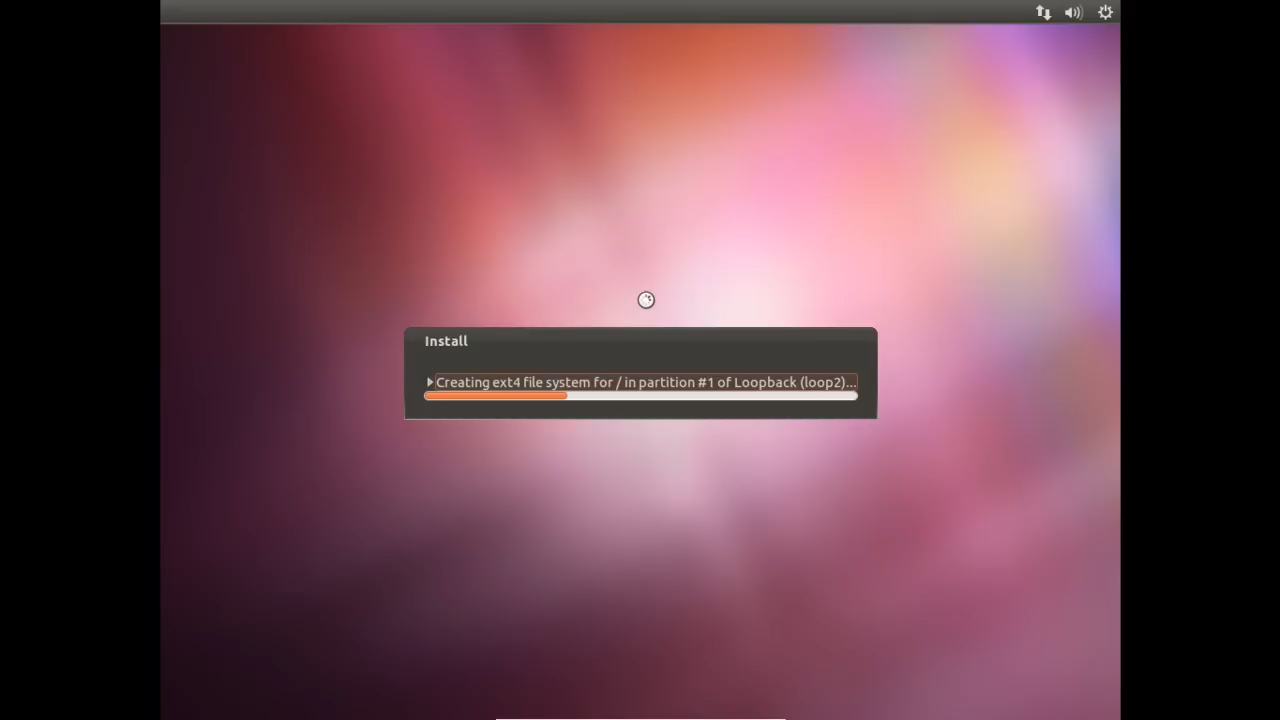 Install
Creating ext4 file system for / in partition #1 of Loopback (loop2)...